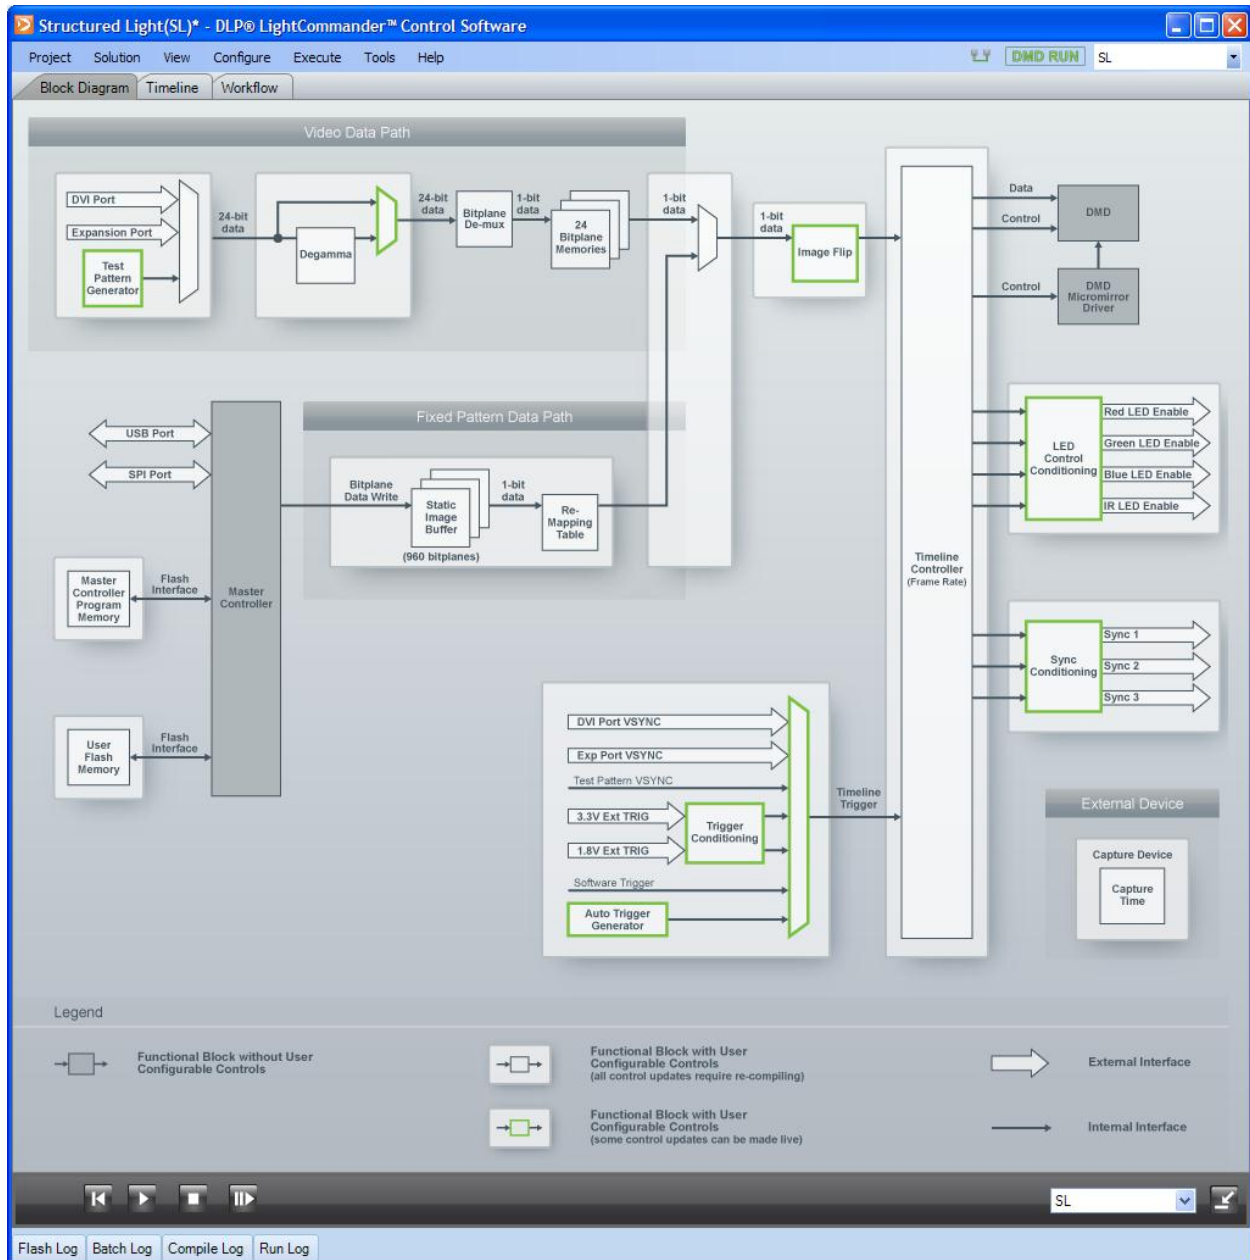 Structured Light(SL)* - DLP® LightCommander™ Control Software
Project Solution View Configure Execute Tools Help
DMD RUN
SL
Block Diagram Timeline Workflow
Video Data Path
DVI Port
Expansion Port
Test
Pattern
Generator
24-bit
data
Degamma
24-bit
data
Bitplane
De-mux
1-bit
data
24
Bitplane
Memories
1-bit
data
1-bit
data
Image Flip
Data
Control
DMD
Control
DMD
Micromirror
Driver
USB Port
SPI Port
Fixed Pattern Data Path
Bitplane
Data Write
Static
Image
Buffer
(960 bitplanes)
1-bit
data
Re-
Mapping
Table
Master
Controller
Program
Memory
Flash
Interface
Master
Controller
User
Flash
Memory
Flash
Interface
Timeline
Controller
(Frame Rate)
LED
Control
Conditioning
Red LED Enable
Green LED Enable
Blue LED Enable
IR LED Enable
Sync
Conditioning
Sync 1
Sync 2
Sync 3
DVI Port VSYNC
Exp Port VSYNC
Test Pattern VSYNC
3.3V Ext TRIG
1.8V Ext TRIG
Trigger
Conditioning
Software Trigger
Auto Trigger
Generator
Timeline
Trigger
External Device
Capture Device
Capture
Time
Legend
Functional Block without User
Configurable Controls
Functional Block with User
Configurable Controls
(all control updates require re-compiling)
Functional Block with User
Configurable Controls
(some control updates can be made live)
External Interface
Internal Interface
SL
Flash Log Batch Log Compile Log Run Log